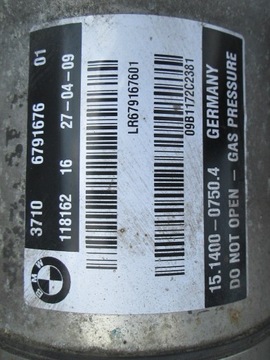 BMW
3710 6791676 01
118162 16 27-04-09
LR679167601
09B1172C2381
15.1400-0750.4 GERMANY
DO NOT OPEN - GAS PRESSURE